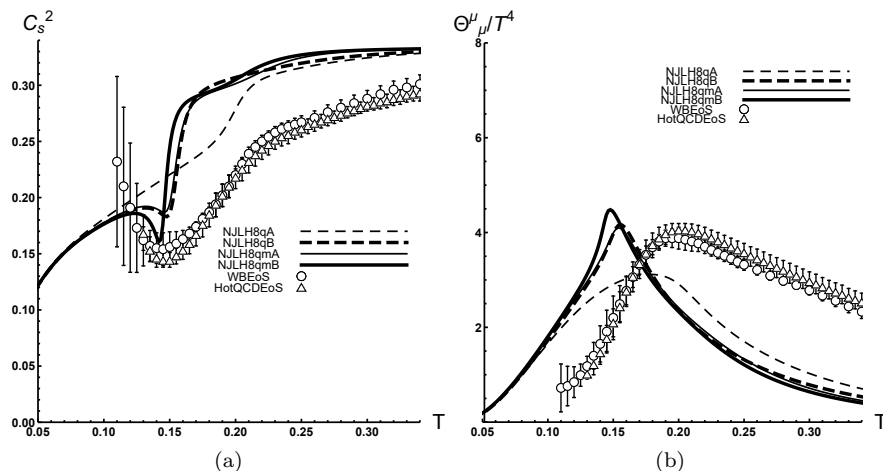 C_s^2
0.30
0.25
0.20
0.15
0.10
0.05
0.00
0.05 0.10 0.15 0.20 0.25 0.30 T
NJLH8qA
NJLH8qB
NJLH8qmA
NJLH8qmB
WBEoS
HotQCDEoS
(a)
Θ^μ_μ/T^4
8
6
4
2
0.05 0.10 0.15 0.20 0.25 0.30 T
NJLH8qA
NJLH8qB
NJLH8qmA
NJLH8qmB
WBEoS
HotQCDEoS
(b)